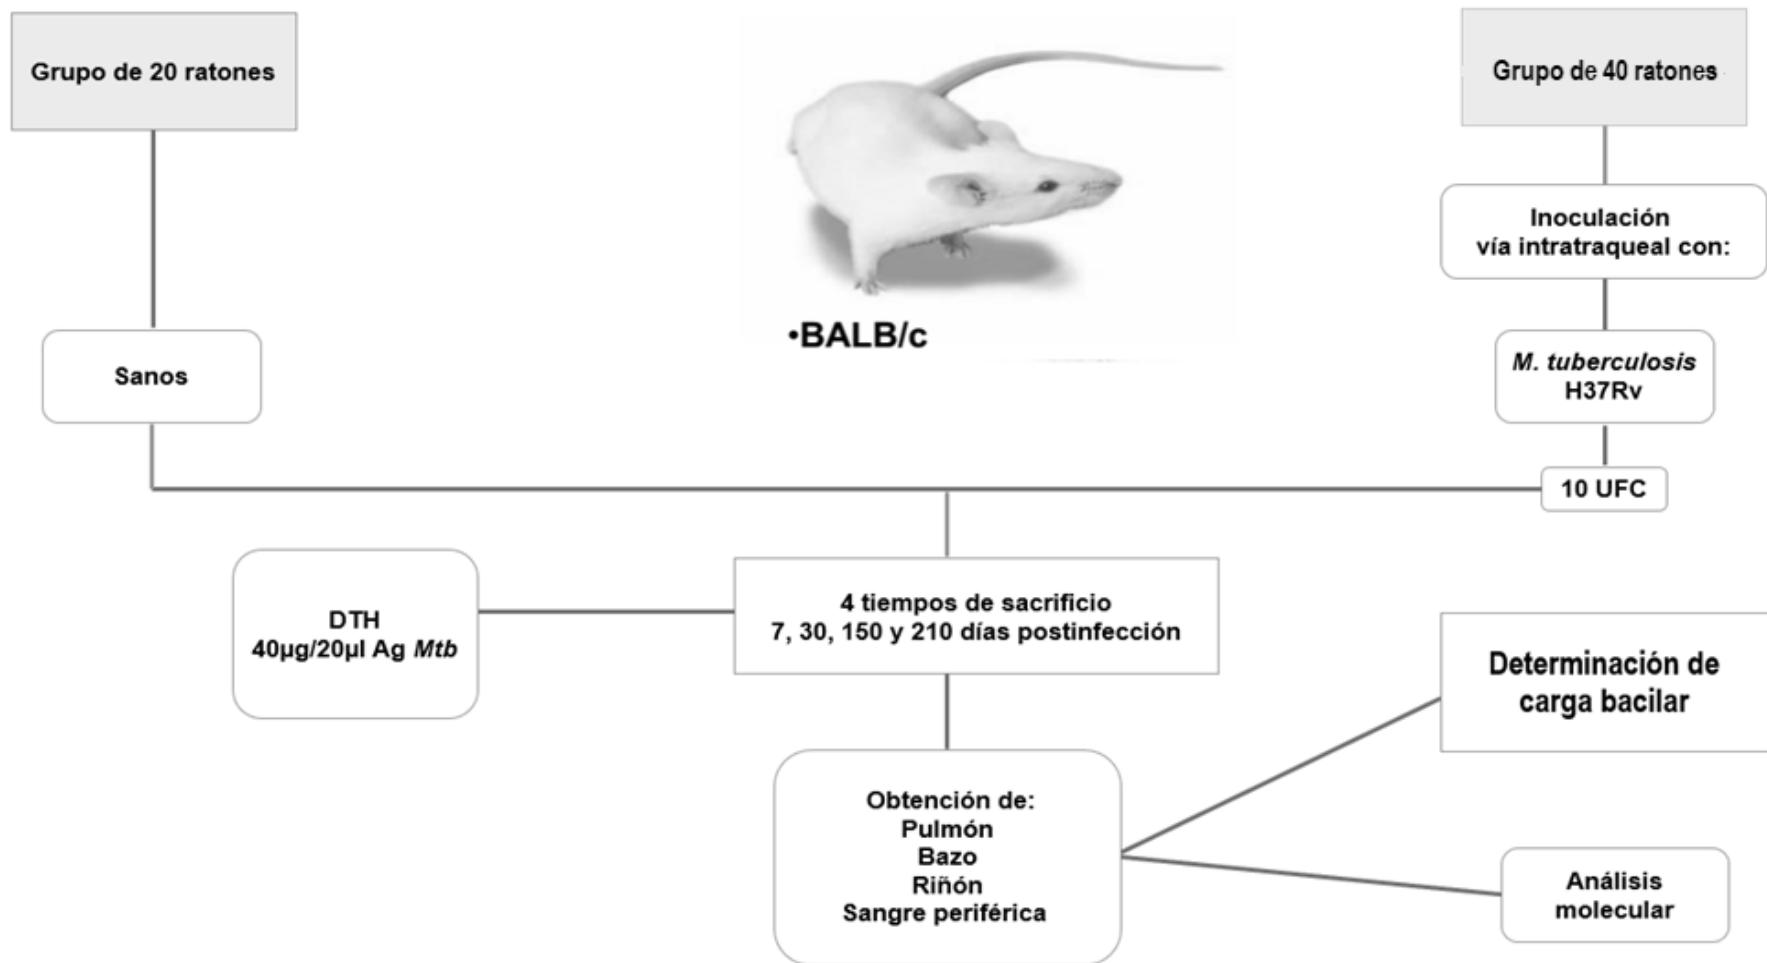 Grupo de 20 ratones
Grupo de 40 ratones
Inoculación
vía intratraqueal con:
•BALB/c
Sanos
M. tuberculosis
H37Rv
10 UFC
DTH
40µg/20µl Ag Mtb
4 tiempos de sacrificio
7, 30, 150 y 210 días postinfección
Determinación de
carga bacilar
Obtención de:
Pulmón
Bazo
Riñón
Sangre periférica
Análisis
molecular